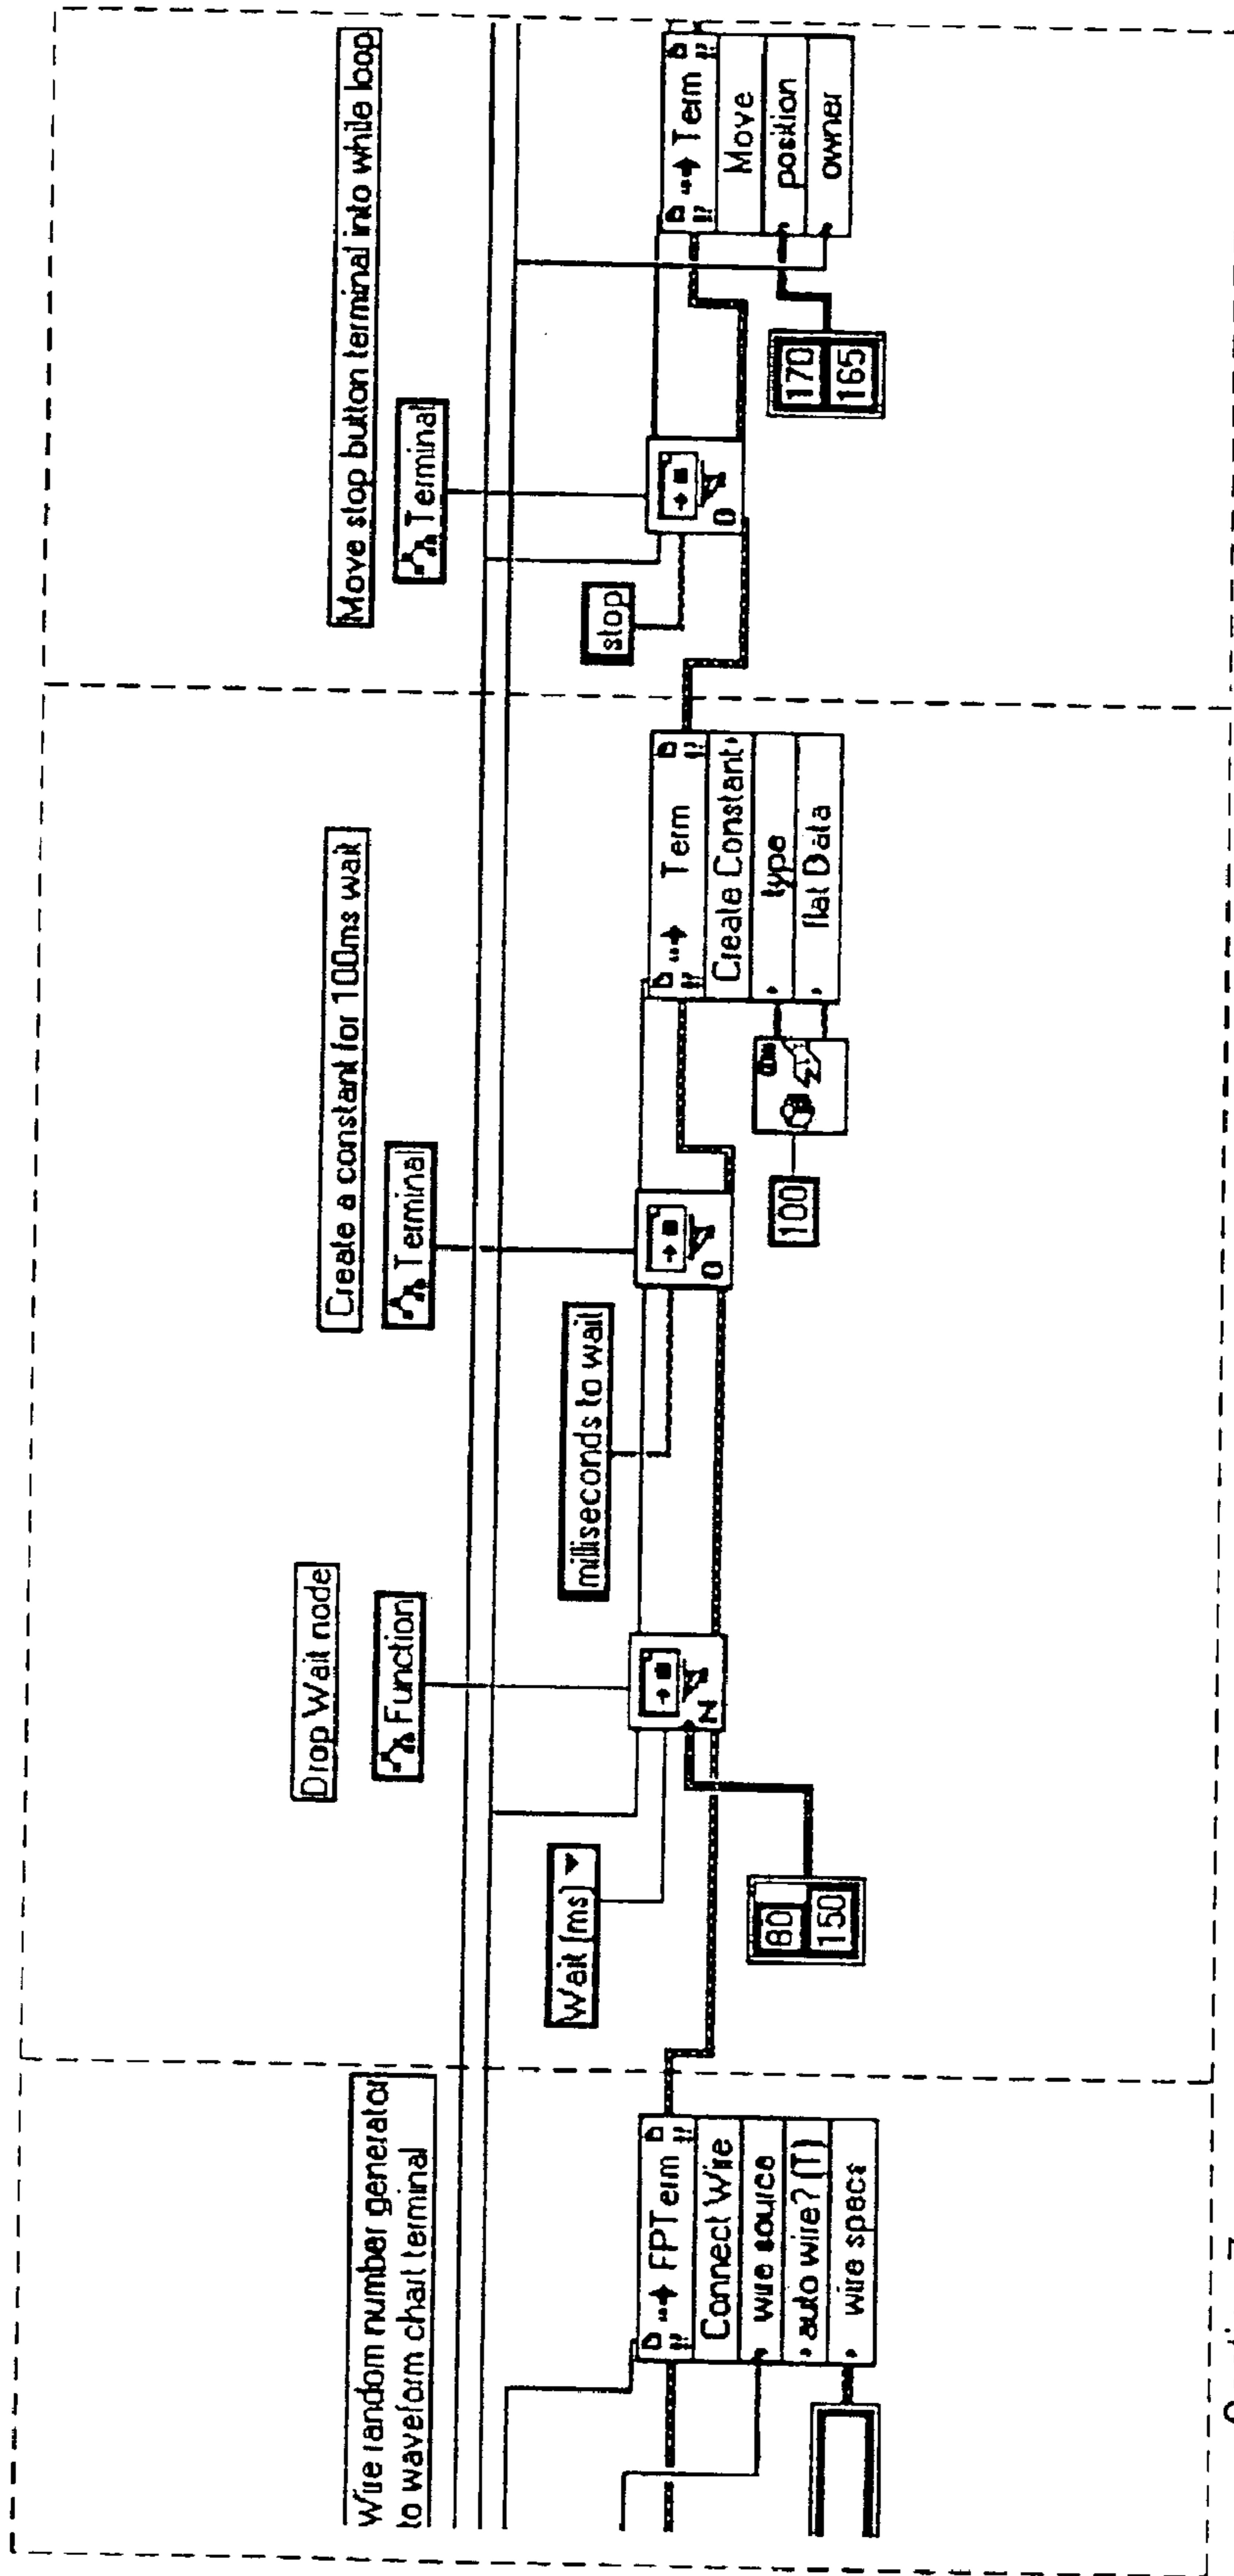 Wire random number generator
to waveform chart terminal
FPTerm
Connect Wire
wire source
auto wire? (T)
wire specs
Drop Wait node
Function
Wait (ms)
80
150
N
Create a constant for 100ms wait
Terminal
milliseconds to wait
0
100
Term
Create Constant
type
flat Data
Move stop button terminal into while loop
Terminal
stop
0
170
165
Term
Move
position
owner